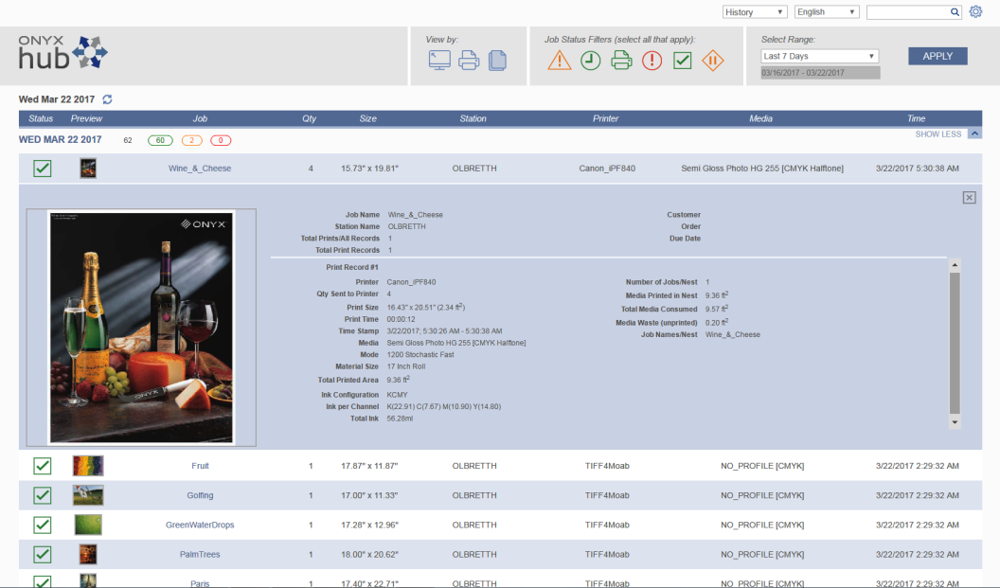 History English
ONYX
hub
View by:
Job Status Filters (select all that apply):
Select Range:
Last 7 Days
03/16/2017 - 03/22/2017
APPLY
Wed Mar 22 2017
Status Preview Job Qty Size Station Printer Media Time
WED MAR 22 2017 62 60 2 0 SHOW LESS
Wine_&_Cheese 4 15.73" x 19.81" OLBRETTH Canon_iPF840 Semi Gloss Photo HG 255 [CMYK Halftone] 3/22/2017 5:30:38 AM
ONYX
ONYX
Job Name Wine_&_Cheese Customer
Station Name OLBRETTH Order
Total Prints/All Records 1 Due Date
Total Print Records 1
Print Record #1
Printer Canon_iPF840 Number of Jobs/Nest 1
Qty Sent to Printer 4 Media Printed in Nest 9.36 ft²
Print Size 16.43" x 20.51" (2.34 ft²) Total Media Consumed 9.57 ft²
Print Time 00:00:12 Media Waste (unprinted) 0.20 ft²
Time Stamp 3/22/2017; 5:30:26 AM - 5:30:38 AM Job Names/Nest Wine_&_Cheese
Media Semi Gloss Photo HG 255 [CMYK Halftone]
Mode 1200 Stochastic Fast
Material Size 17 Inch Roll
Total Printed Area 9.36 ft²
Ink Configuration KCMY
Ink per Channel K(22.91) C(7.67) M(10.90) Y(14.80)
Total Ink 56.28ml
Fruit 1 17.87" x 11.87" OLBRETTH TIFF4Moab NO_PROFILE [CMYK] 3/22/2017 2:29:32 AM
Golfing 1 17.00" x 11.33" OLBRETTH TIFF4Moab NO_PROFILE [CMYK] 3/22/2017 2:29:32 AM
GreenWaterDrops 1 17.28" x 12.96" OLBRETTH TIFF4Moab NO_PROFILE [CMYK] 3/22/2017 2:29:32 AM
PalmTrees 1 18.00" x 20.62" OLBRETTH TIFF4Moab NO_PROFILE [CMYK] 3/22/2017 2:29:32 AM
Paris 1 17.40" x 22.71" OLBRETTH TIFF4Moab NO_PROFILE [CMYK] 3/22/2017 2:29:32 AM